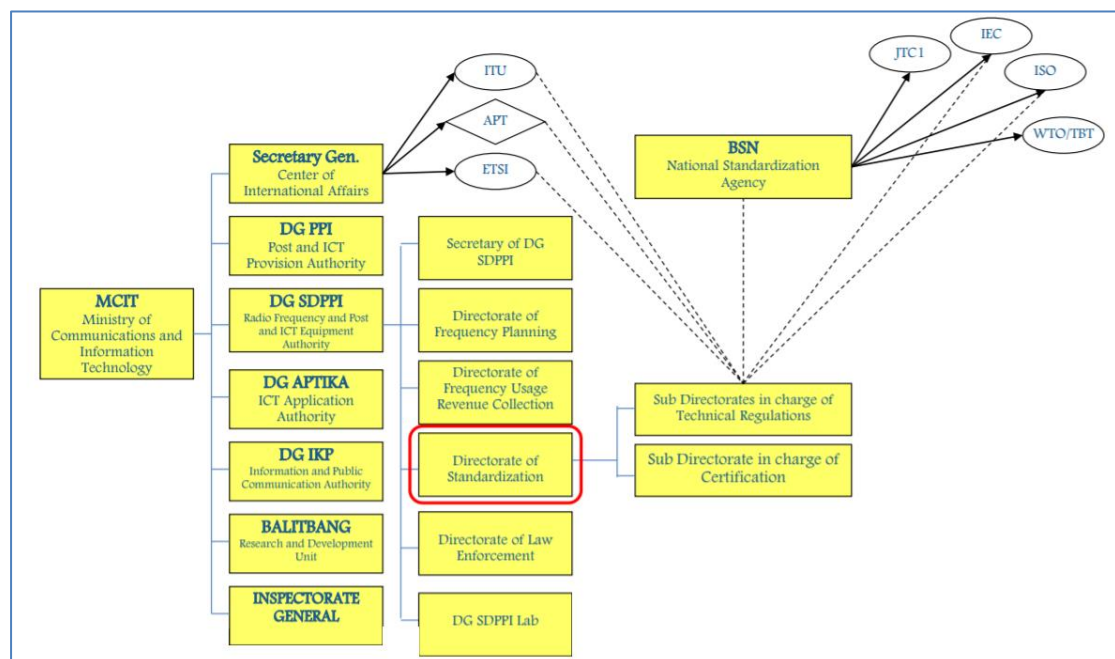 ITU
APT
ETSI
JTC1
IEC
ISO
WTO/TBT
BSN
National Standardization
Agency
Secretary Gen.
Center of
International Affairs
DG PPI
Post and ICT
Provision Authority
MCIT
Ministry of
Communications and
Information
Technology
DG SDPPI
Radio Frequency and Post
and ICT Equipment
Authority
DG APTIKA
ICT Application
Authority
DG IKP
Information and Public
Communication Authority
BALITBANG
Research and Development
Unit
INSPECTORATE
GENERAL
Secretary of DG
SDPPI
Directorate of
Frequency Planning
Directorate of
Frequency Usage
Revenue Collection
Directorate of
Standardization
Directorate of Law
Enforcement
DG SDPPI Lab
Sub Directorates in charge of
Technical Regulations
Sub Directorate in charge of
Certification